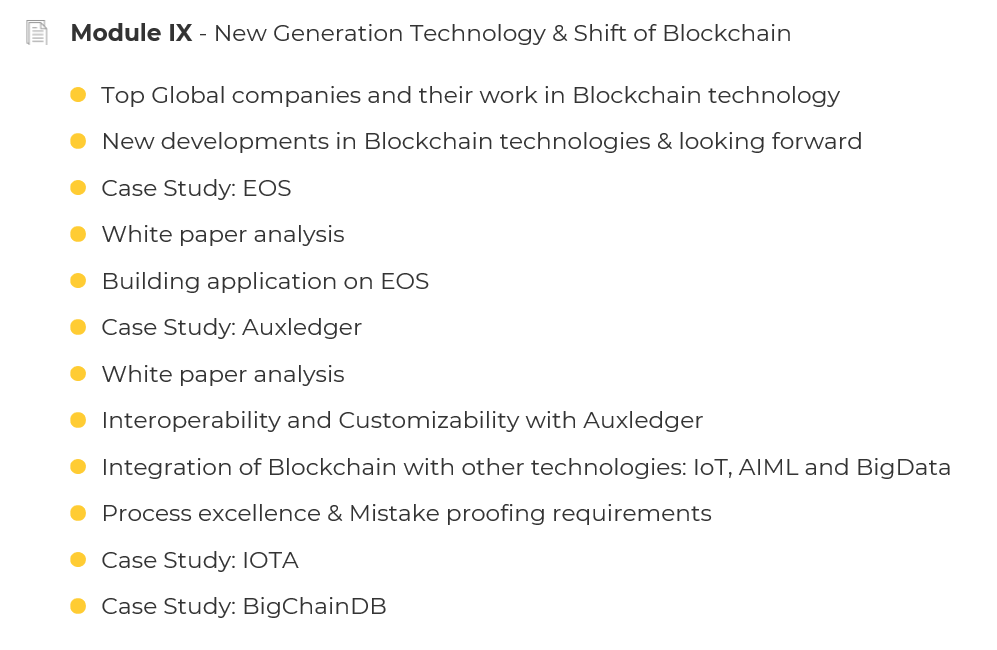 Module IX - New Generation Technology & Shift of Blockchain
Top Global companies and their work in Blockchain technology
New developments in Blockchain technologies & looking forward
Case Study: EOS
White paper analysis
Building application on EOS
Case Study: Auxledger
White paper analysis
Interoperability and Customizability with Auxledger
Integration of Blockchain with other technologies: IoT, AIML and BigData
Process excellence & Mistake proofing requirements
Case Study: IOTA
Case Study: BigChainDB